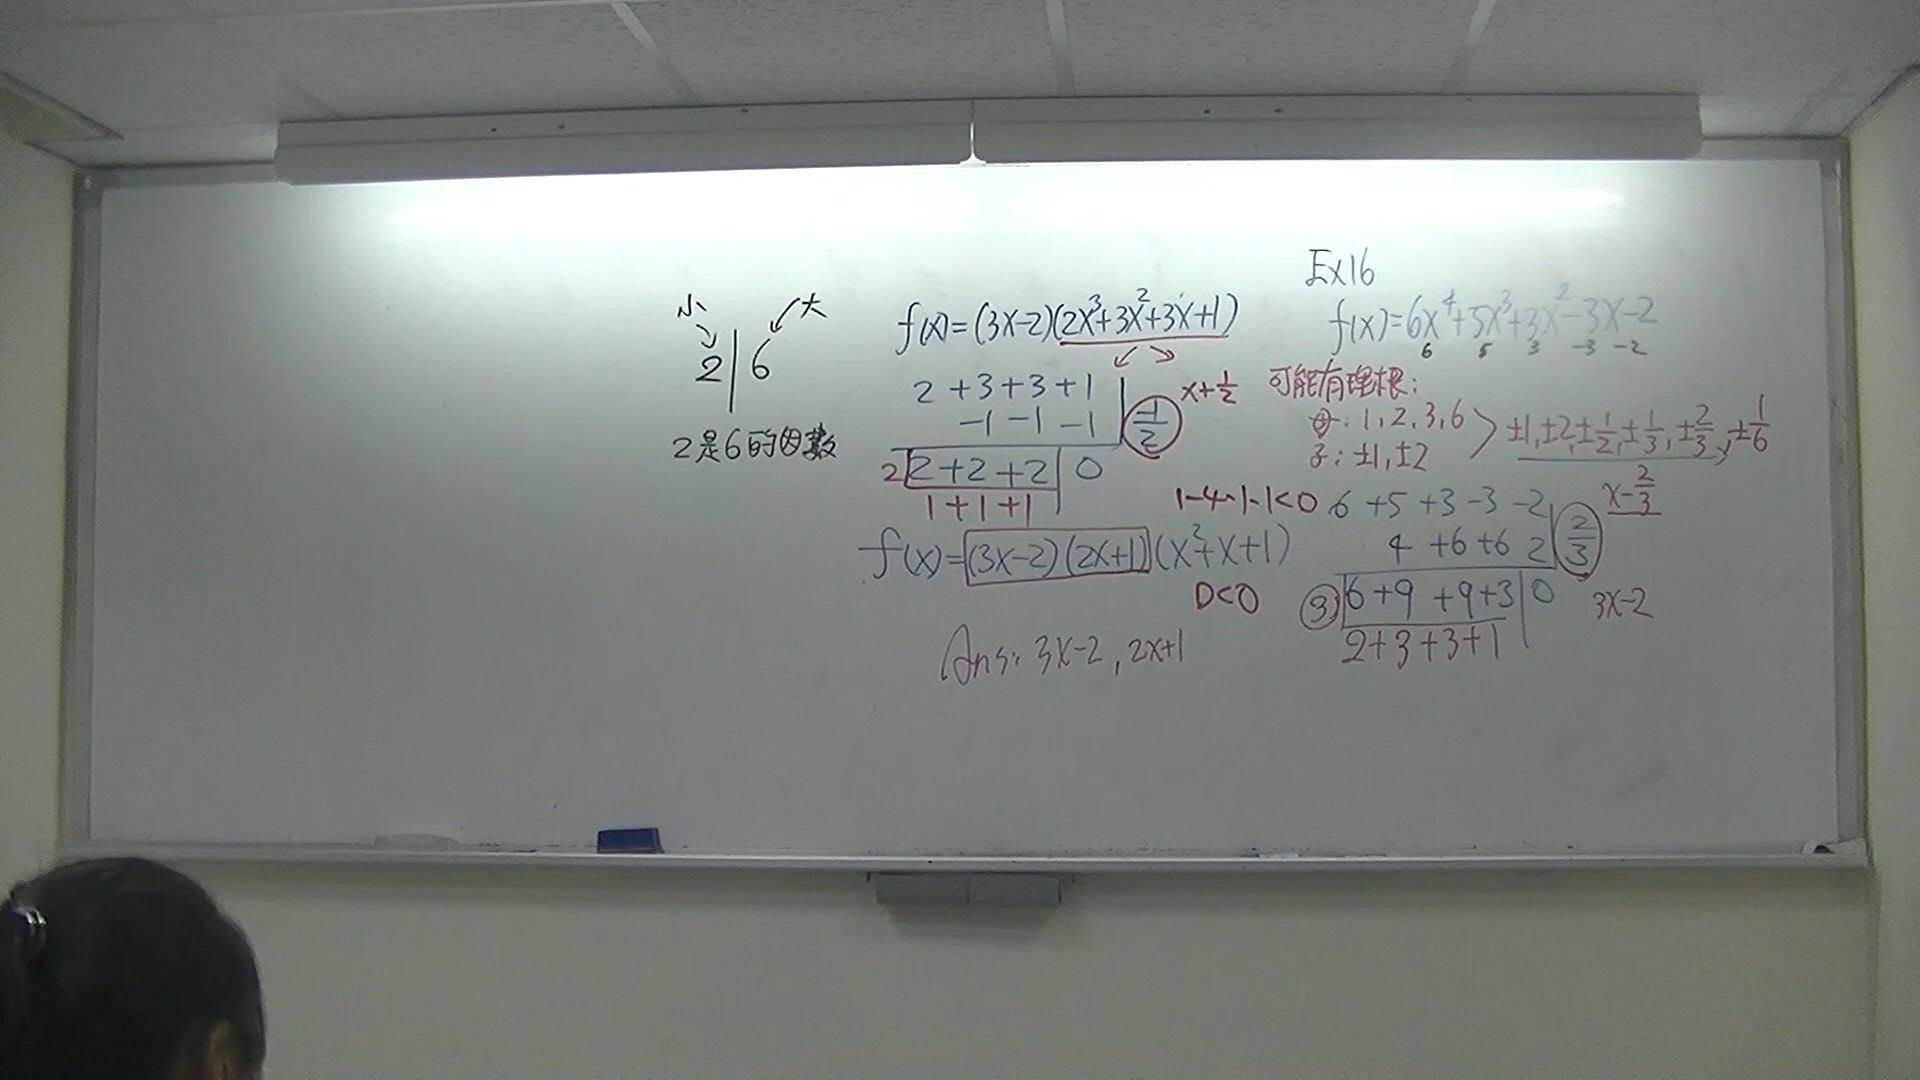 小 大
2 | 6
2是6的因數
f(x)=(3x-2)(2x³+3x²+3x+1)
2 +3 +3 +1
-1 -1 -1 | -1/2 x+1/2
2 | 2 +2 +2 | 0
1 +1 +1
f(x)=(3x-2)(2x+1)(x²+x+1)
D<0
Ans: 3x-2, 2x+1
Ex16
f(x)=6x⁴+5x³+3x²-3x-2
6 5 3 -3 -2
可能有理根:
母: 1, 2, 3, 6
子: ±1, ±2
> ±1, ±2, ±1/2, ±1/3, ±2/3, ±1/6
1-4·1·1<0
x-2/3
6 +5 +3 -3 -2
4 +6 +6 2 | 2/3
③ 6 +9 +9 +3 | 0 3x-2
2+3+3+1